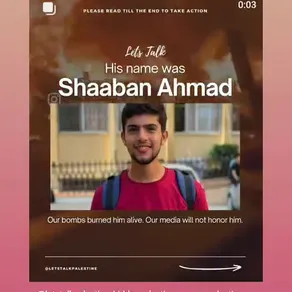 PLEASE READ TILL THE END TO TAKE ACTION
0:03
Lets Talk
His name was
Shaaban Ahmad
Our bombs burned him alive. Our media will not honor him.
@LETSTALKPALESTINE